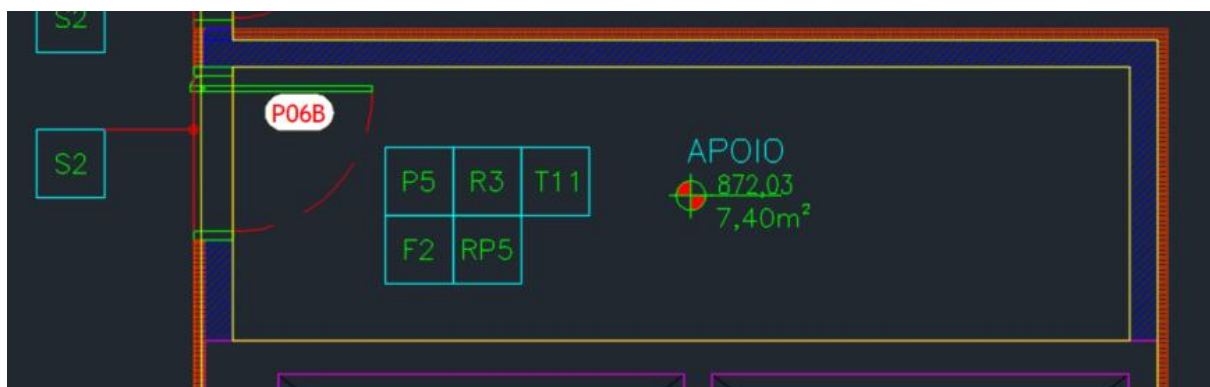 S2
P06B
S2
P5 R3 T11
F2 RP5
APOIO
872,03
7,40m²